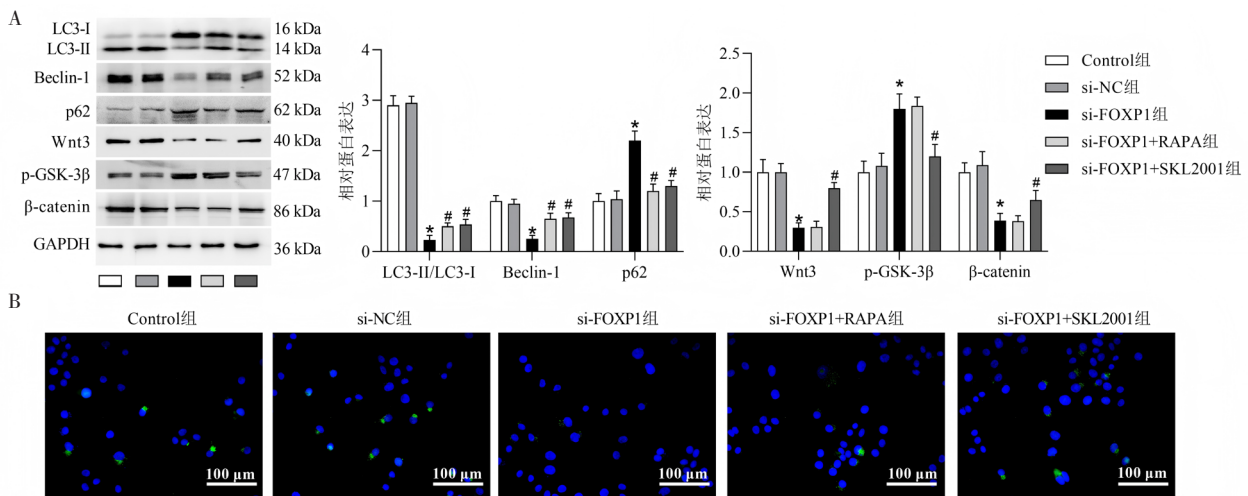 A
LC3-I 16 kDa
LC3-II 14 kDa
Beclin-1 52 kDa
p62 62 kDa
Wnt3 40 kDa
p-GSK-3β 47 kDa
β-catenin 86 kDa
GAPDH 36 kDa
相对蛋白表达
4
3
2
1
0
LC3-II/LC3-I Beclin-1 p62
* # # * # # * # #
相对蛋白表达
2.5
2.0
1.5
1.0
0.5
0.0
Wnt3 p-GSK-3β β-catenin
* # * # * #
Control组
si-NC组
si-FOXP1组
si-FOXP1+RAPA组
si-FOXP1+SKL2001组
B
Control组 si-NC组 si-FOXP1组 si-FOXP1+RAPA组 si-FOXP1+SKL2001组
100 μm 100 μm 100 μm 100 μm 100 μm